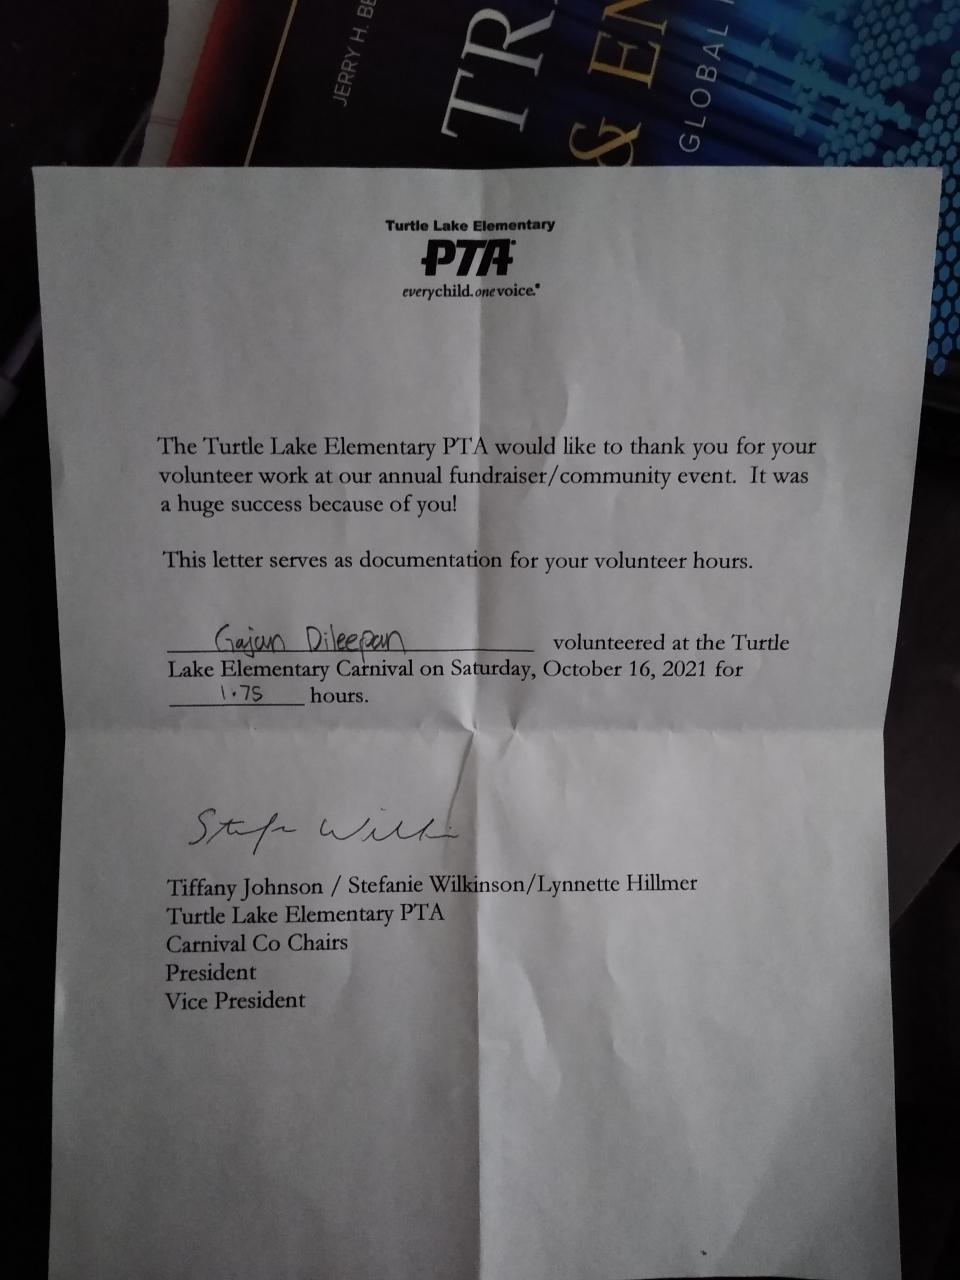 JERRY H. BE
TR
& EN
GLOBAL
Turtle Lake Elementary
PTA®
everychild.onevoice.®
The Turtle Lake Elementary PTA would like to thank you for your
volunteer work at our annual fundraiser/community event. It was
a huge success because of you!
This letter serves as documentation for your volunteer hours.
Gajan Dileepan volunteered at the Turtle
Lake Elementary Carnival on Saturday, October 16, 2021 for
1.75 hours.
Tiffany Johnson / Stefanie Wilkinson/Lynnette Hillmer
Turtle Lake Elementary PTA
Carnival Co Chairs
President
Vice President